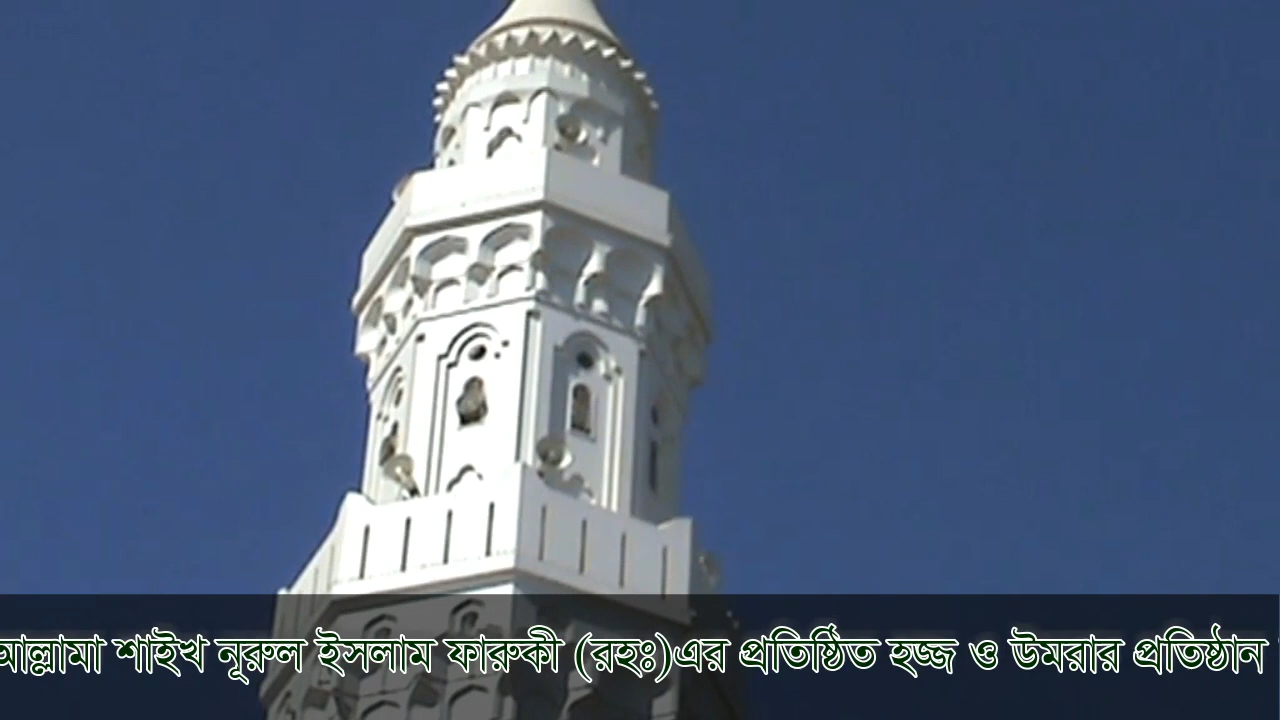 আল্লামা শাইখ নূরুল ইসলাম ফারুকী (রহঃ)এর প্রতিষ্ঠিত হজ্জ ও উমরার প্রতিষ্ঠান